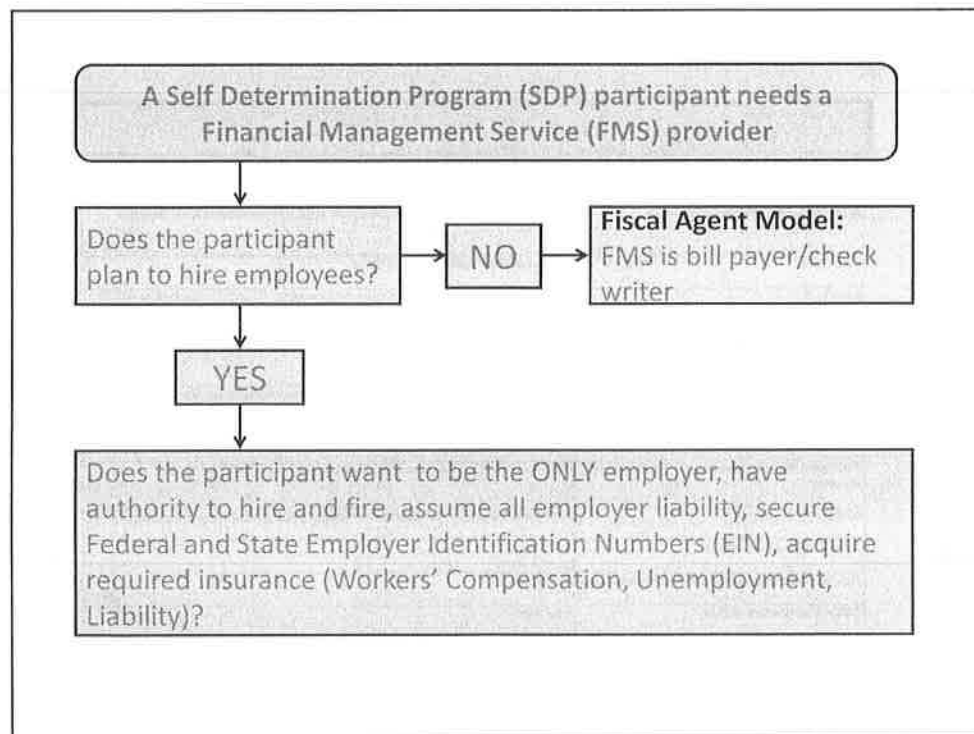 A Self Determination Program (SDP) participant needs a
Financial Management Service (FMS) provider
Does the participant
plan to hire employees?
NO
Fiscal Agent Model:
FMS is bill payer/check
writer
YES
Does the participant want to be the ONLY employer, have
authority to hire and fire, assume all employer liability, secure
Federal and State Employer Identification Numbers (EIN), acquire
required insurance (Workers’ Compensation, Unemployment,
Liability)?